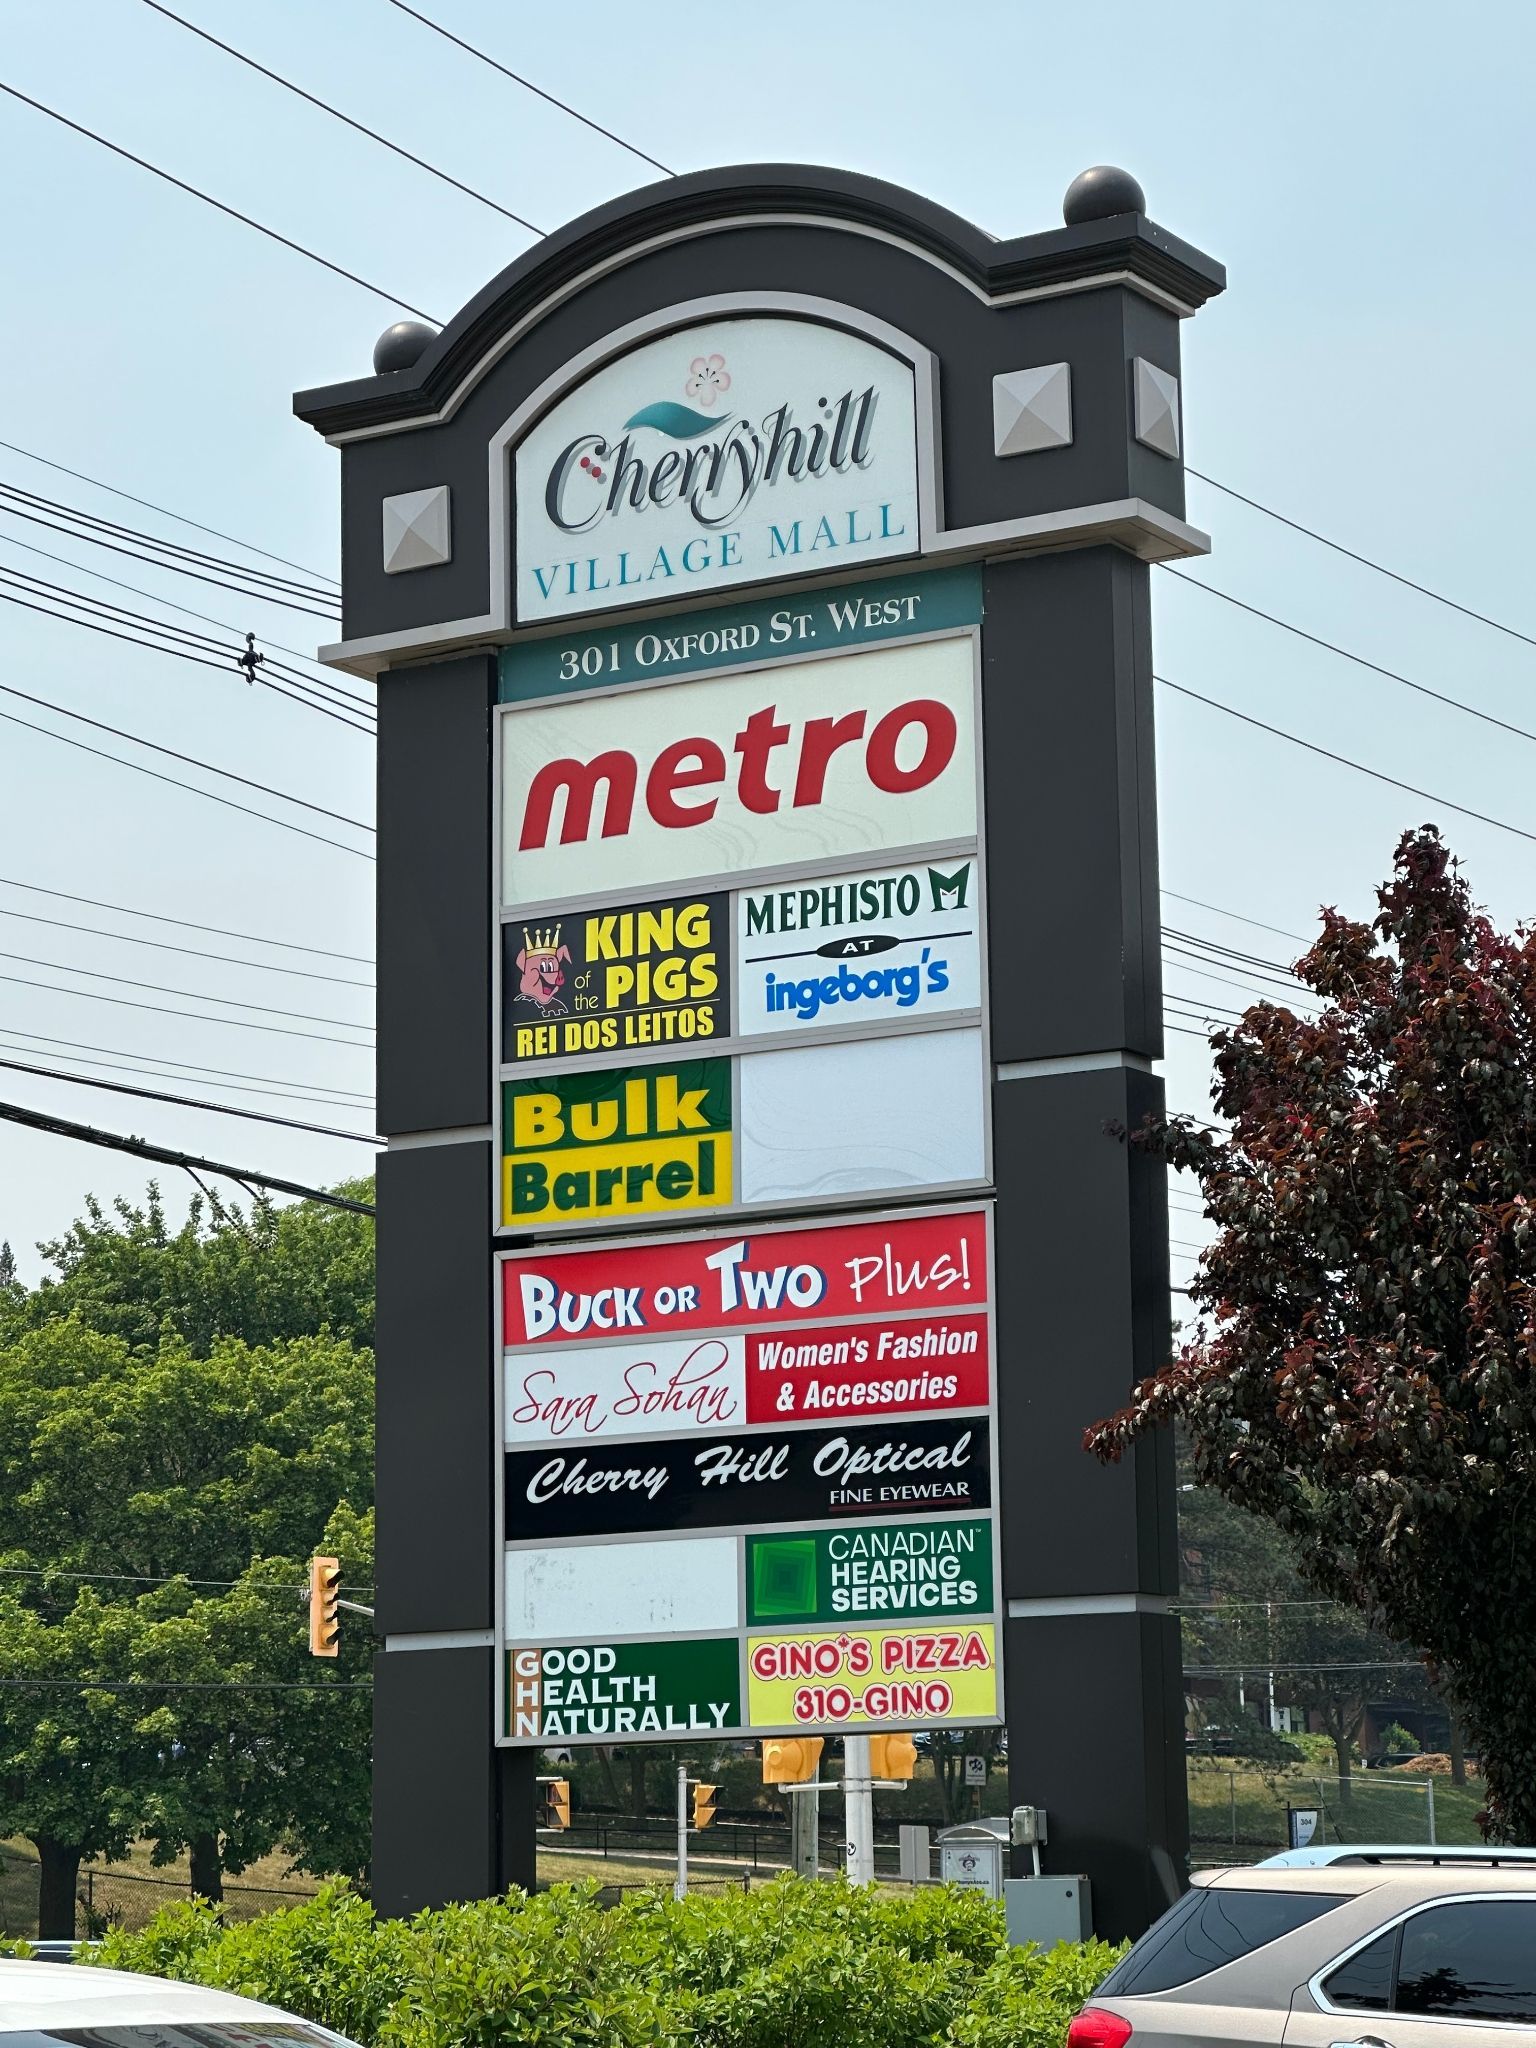 Cherryhill
VILLAGE MALL
301 OXFORD ST. WEST
metro
KING
of the PIGS
REI DOS LEITOS
MEPHISTO M
AT
ingeborg's
Bulk
Barrel
BUCK OR TWO Plus!
Sara Sohan
Women's Fashion
& Accessories
Cherry Hill Optical
FINE EYEWEAR
CANADIAN™
HEARING
SERVICES
GOOD
HEALTH
NATURALLY
GINO'S PIZZA
310-GINO
304